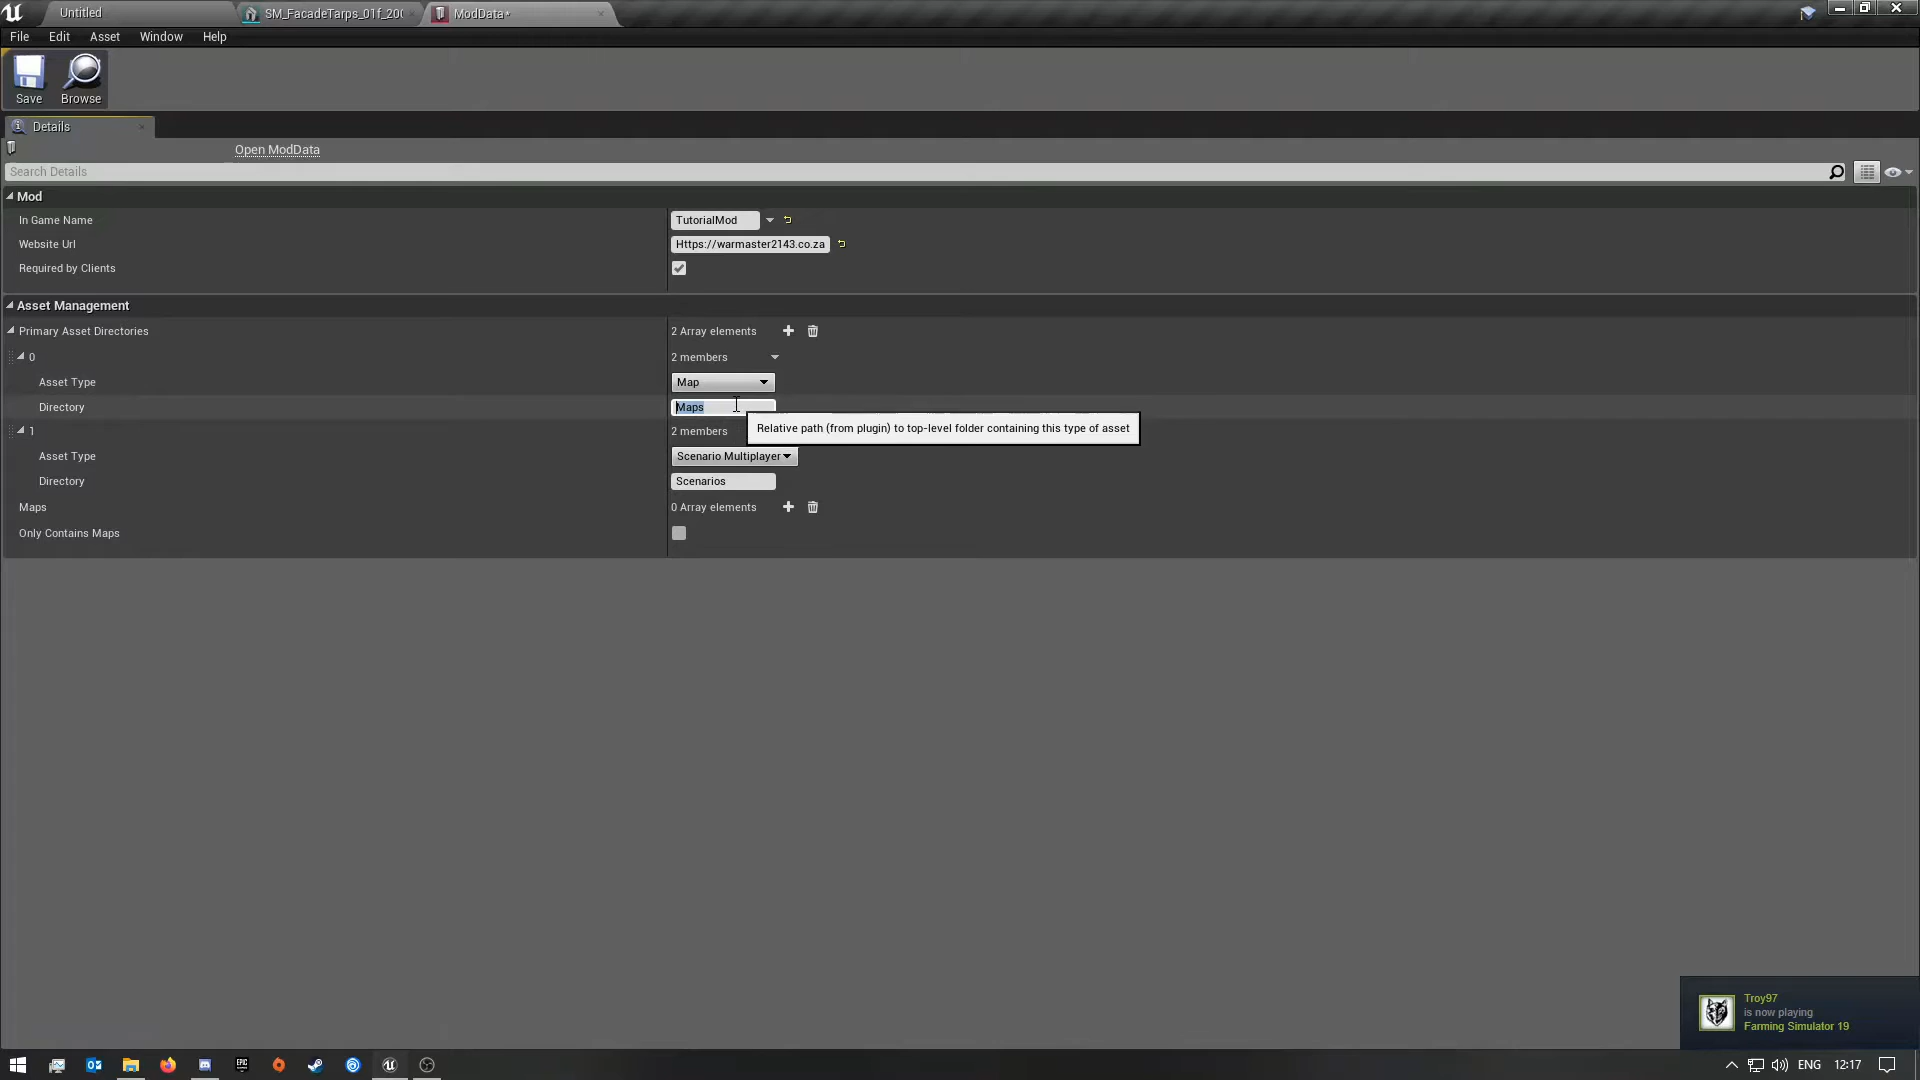 Untitled
SM_FacadeTarps_01f_200
ModData*
File Edit Asset Window Help
Save Browse
Details
Open ModData
Search Details
Mod
In Game Name TutorialMod
Website Url Https://warmaster2143.co.za
Required by Clients
Asset Management
Primary Asset Directories 2 Array elements
0 2 members
Asset Type Map
Directory Maps
Relative path (from plugin) to top-level folder containing this type of asset
1 2 members
Asset Type Scenario Multiplayer
Directory Scenarios
Maps 0 Array elements
Only Contains Maps
Troy97
is now playing
Farming Simulator 19
EPIC
ENG 12:17